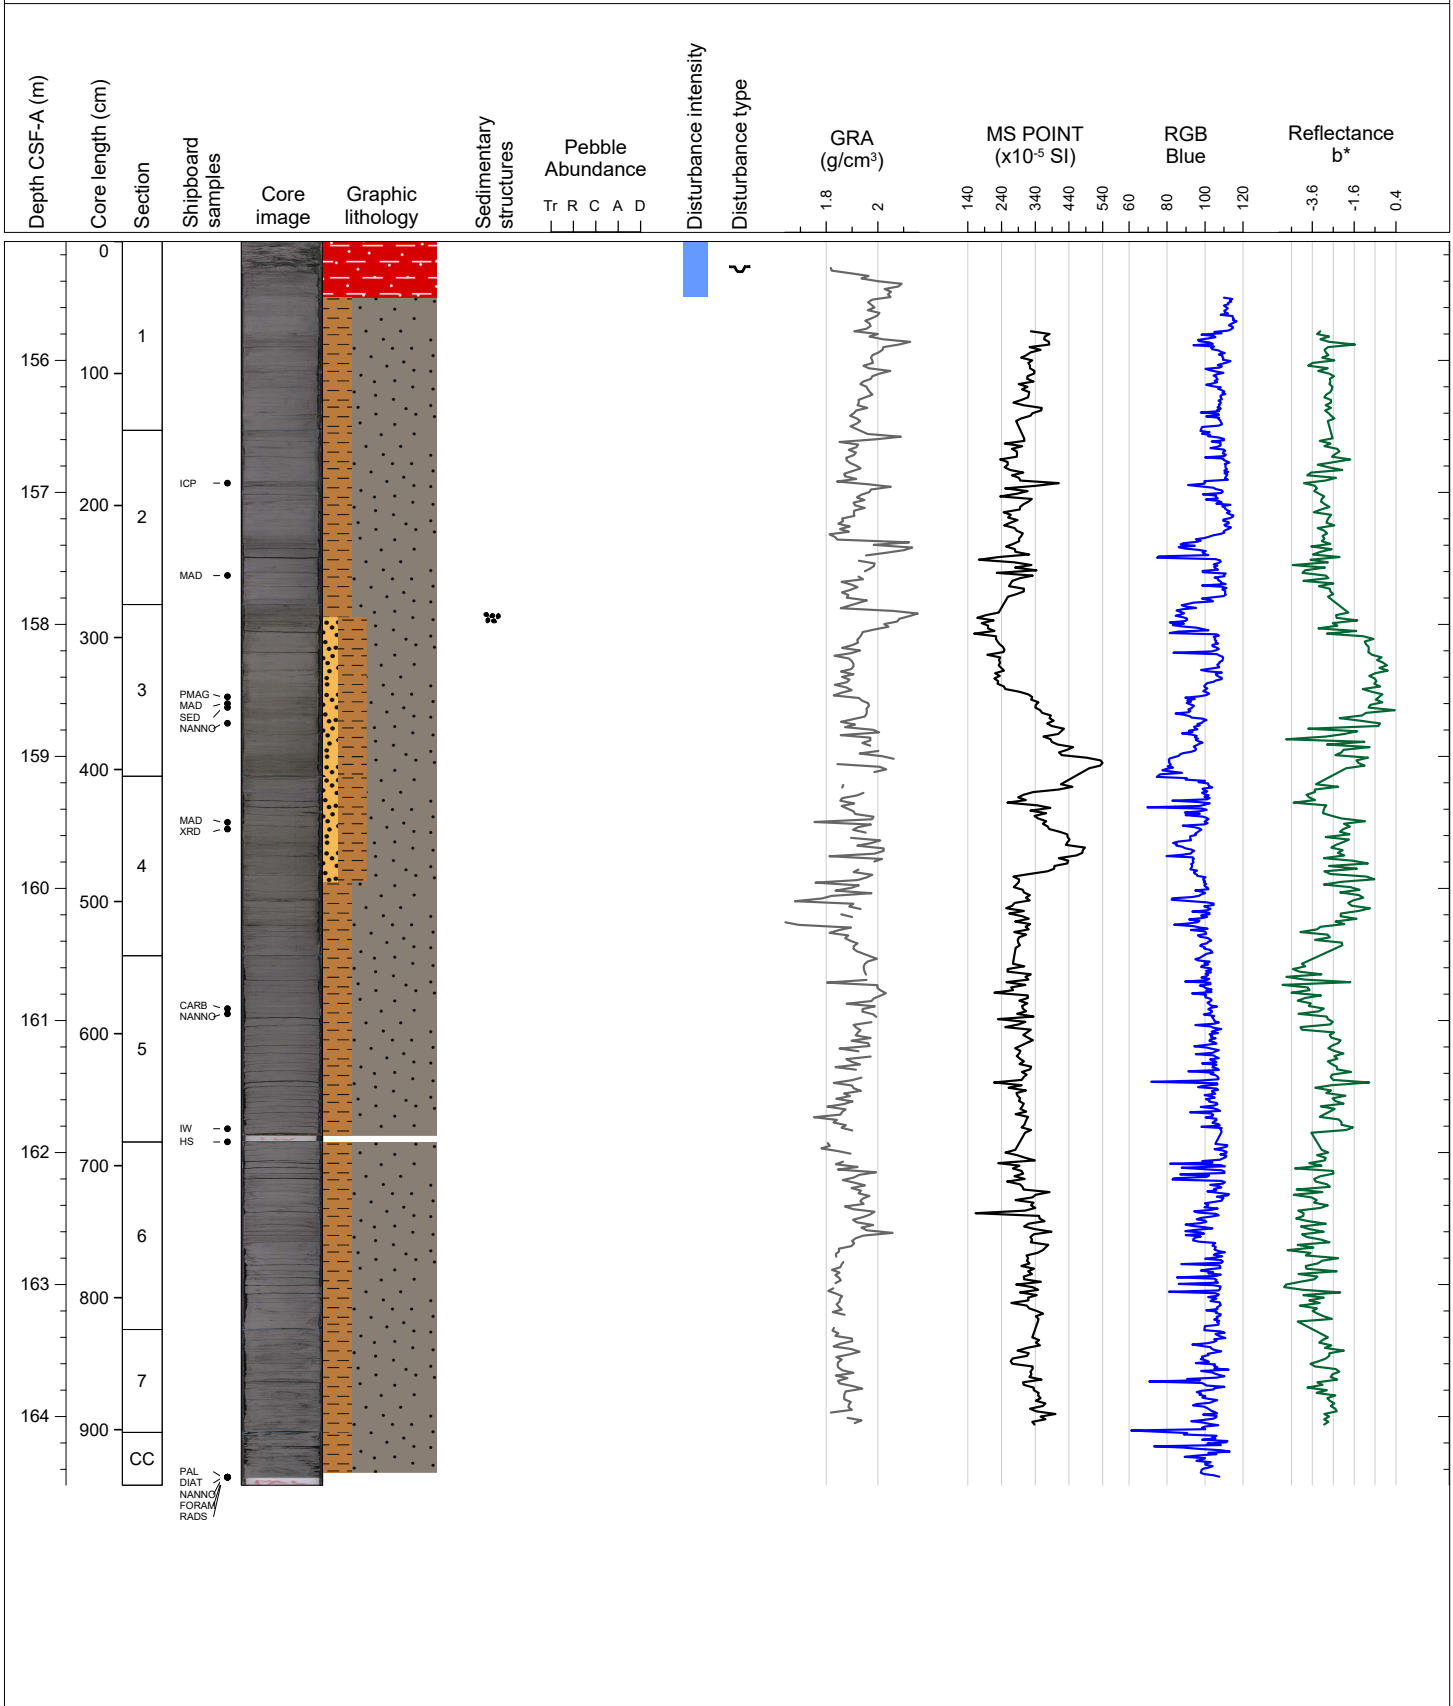 Depth CSF-A (m)
Core length (cm)
Section
Shipboard
samples
Core
image
Graphic
lithology
Sedimentary
structures
Pebble
Abundance
Tr R C A D
Disturbance intensity
Disturbance type
GRA
(g/cm³)
1.8 2
MS POINT
(x10⁻⁵ SI)
140 240 340 440 540
RGB
Blue
60 80 100 120
Reflectance
b*
-3.6 -1.6 0.4
0
1
156
100
ICP
157
200
2
MAD
158
300
3
PMAG
MAD
SED
NANNO
159
400
MAD
XRD
4
160
500
CARB
NANNO
161
600
5
IW
HS
162
700
6
163
800
7
164
900
CC
PAL
DIAT
NANNO
FORAM
RADS